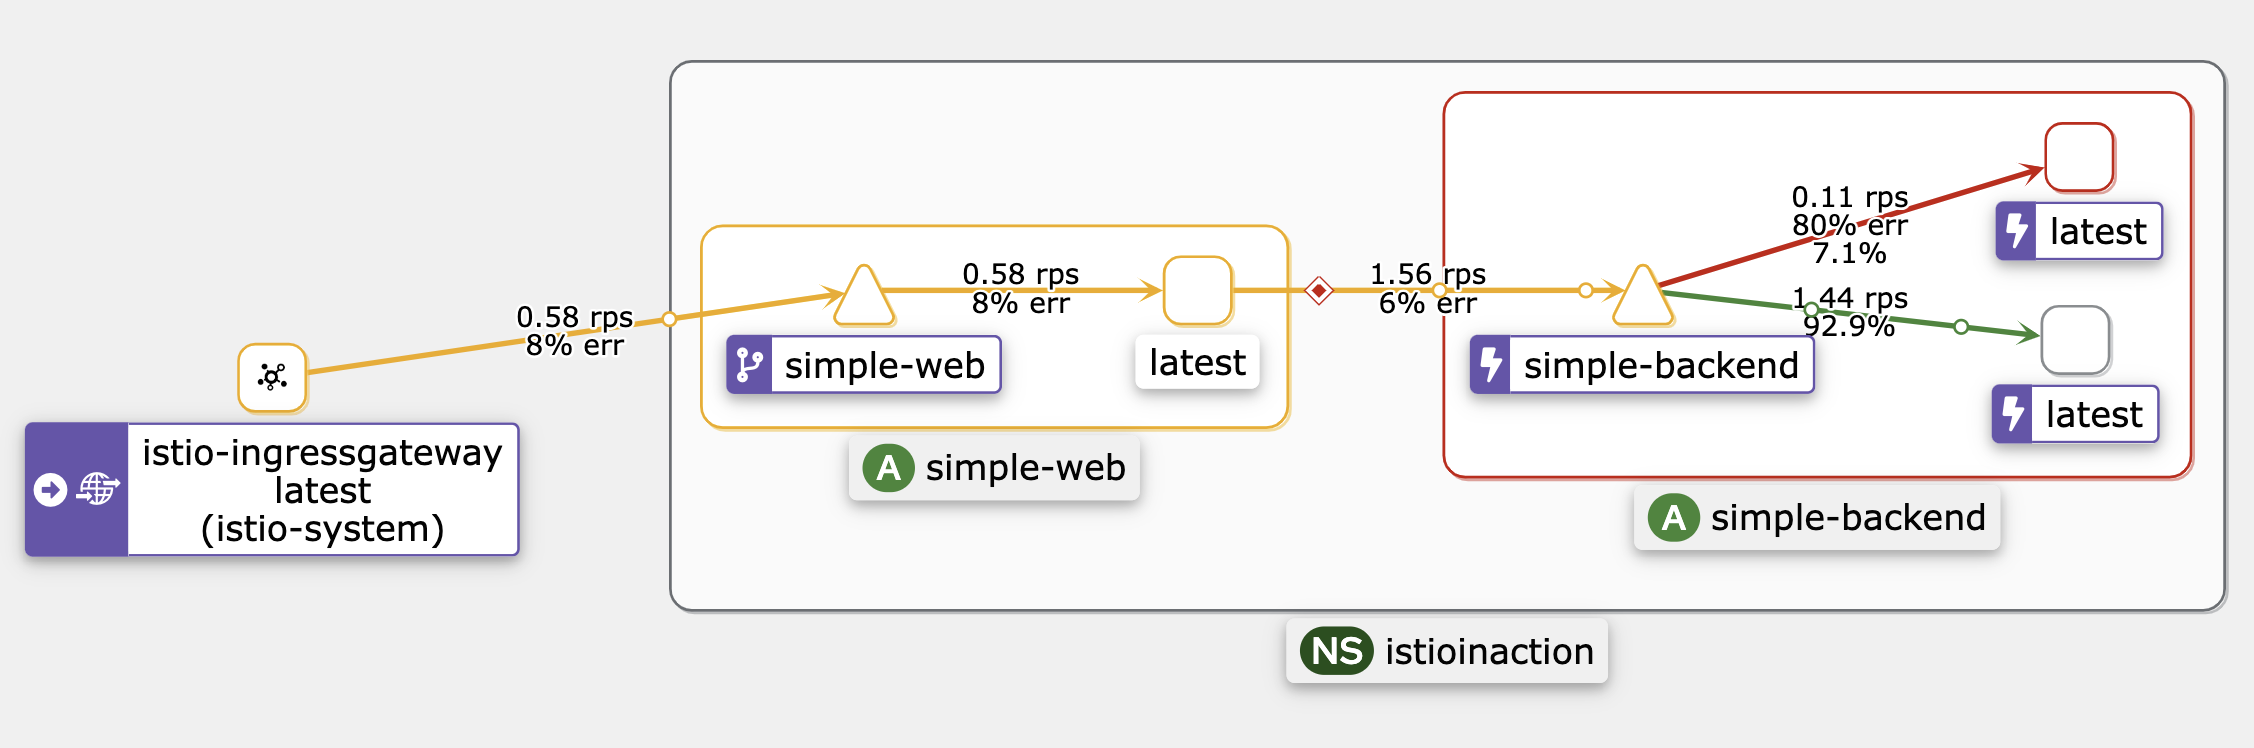 0.58 rps
8% err
istio-ingressgateway
latest
(istio-system)
0.58 rps
8% err
simple-web
latest
A simple-web
1.56 rps
6% err
simple-backend
0.11 rps
80% err
7.1%
latest
1.44 rps
92.9%
latest
A simple-backend
NS istioinaction